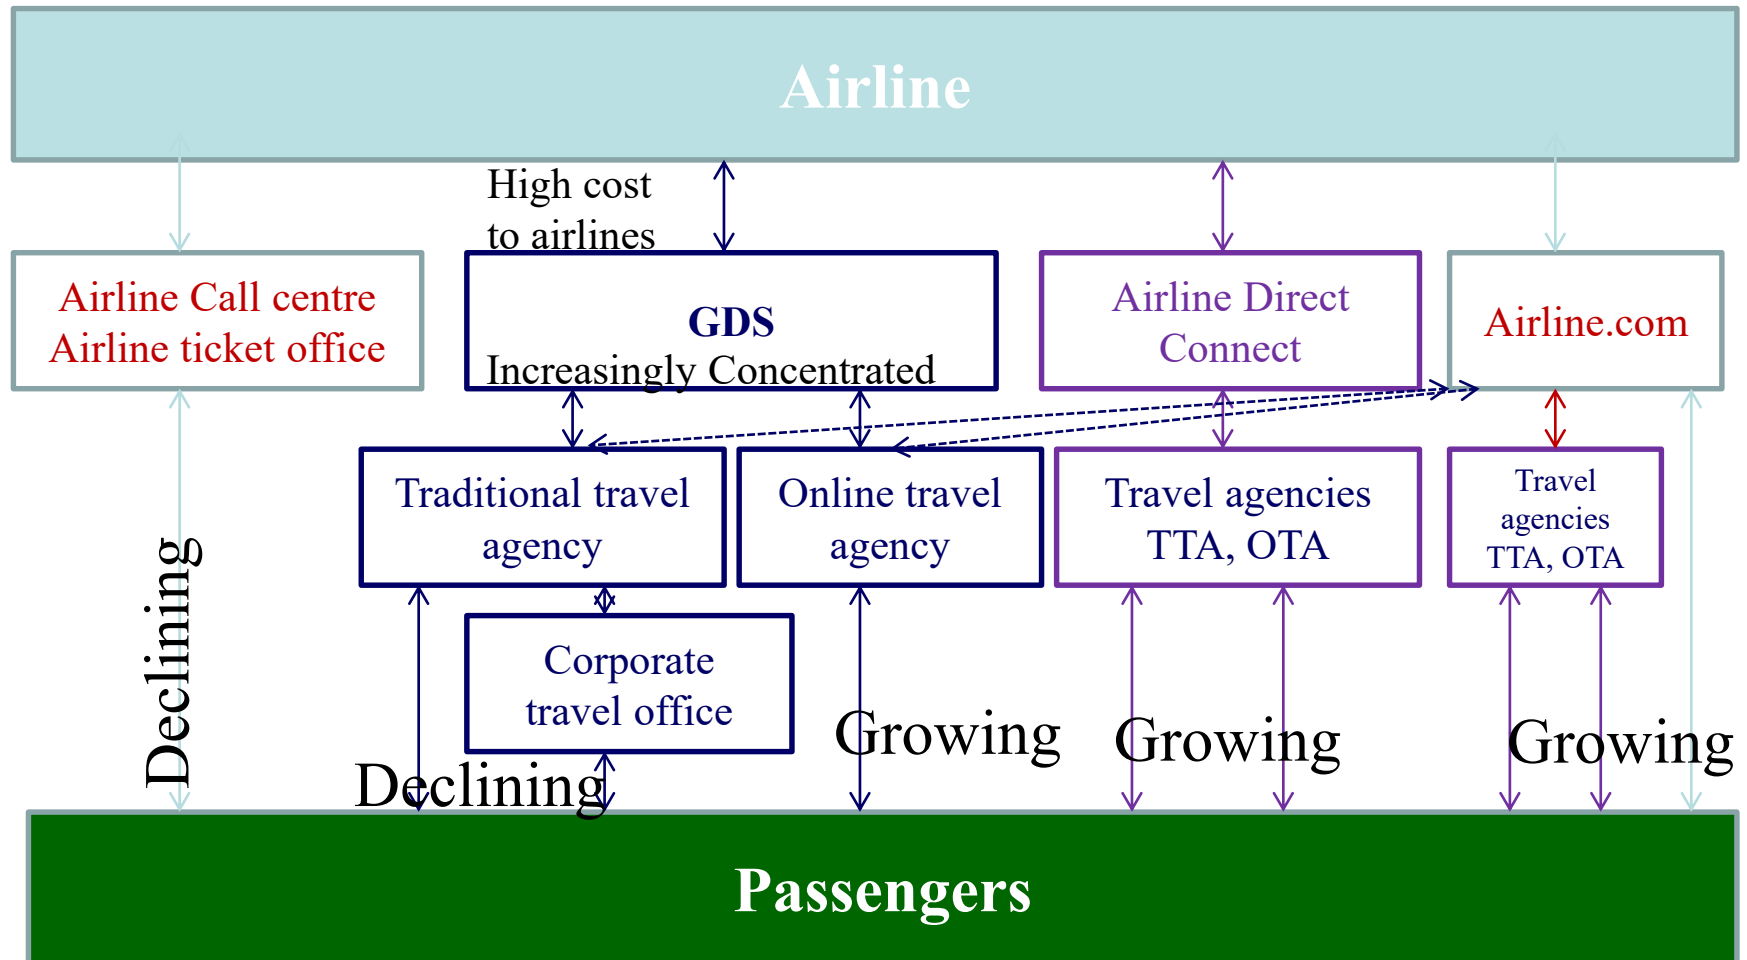 Airline
High cost
to airlines
Airline Call centre
Airline ticket office
GDS
Increasingly Concentrated
Airline Direct
Connect
Airline.com
Traditional travel
agency
Online travel
agency
Travel agencies
TTA, OTA
Travel
agencies
TTA, OTA
Corporate
travel office
Declining
Declining
Growing
Growing
Growing
Passengers